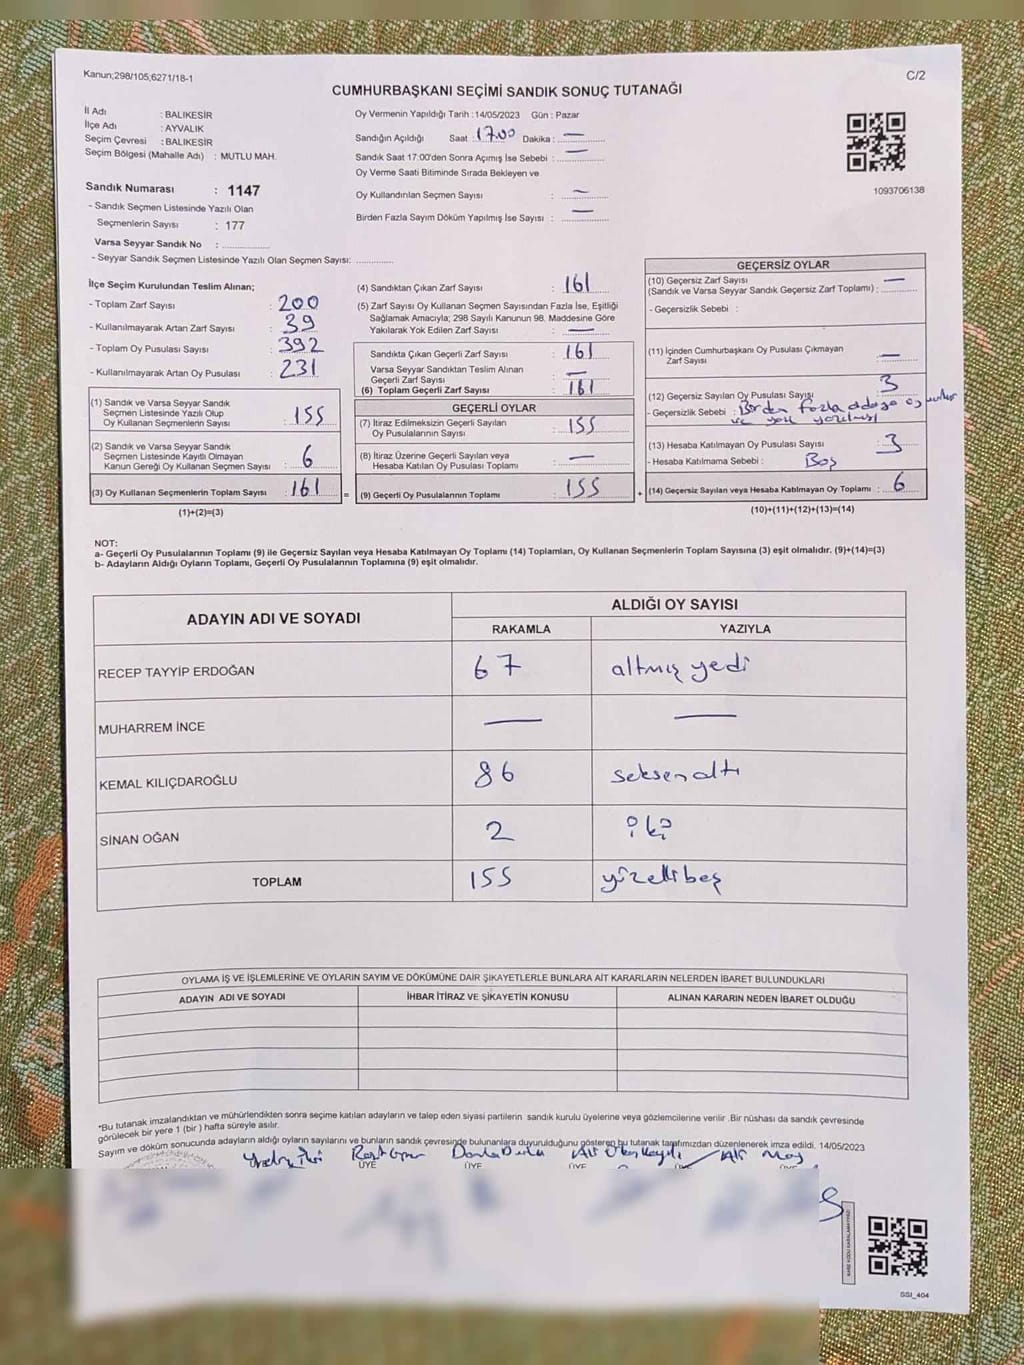 Kanun;298/105;6271/18-1
C/2
CUMHURBAŞKANI SEÇİMİ SANDIK SONUÇ TUTANAĞI
İl Adı : BALIKESİR
İlçe Adı : AYVALIK
Seçim Çevresi : BALIKESİR
Seçim Bölgesi (Mahalle Adı) : MUTLU MAH.
Sandık Numarası : 1147
- Sandık Seçmen Listesinde Yazılı Olan
Seçmenlerin Sayısı : 177
Varsa Seyyar Sandık No : ..............
- Seyyar Sandık Seçmen Listesinde Yazılı Olan Seçmen Sayısı: ............
Oy Vermenin Yapıldığı Tarih :14/05/2023 Gün : Pazar
Sandığın Açıldığı Saat : 17.00 Dakika : —
Sandık Saat 17:00'den Sonra Açımış İse Sebebi : —
Oy Verme Saati Bitiminde Sırada Bekleyen ve
Oy Kullandırılan Seçmen Sayısı : —
Birden Fazla Sayım Döküm Yapılmış İse Sayısı : —
1093706138
İlçe Seçim Kurulundan Teslim Alınan;
- Toplam Zarf Sayısı : 200
- Kullanılmayarak Artan Zarf Sayısı : 39
- Toplam Oy Pusulası Sayısı : 392
- Kullanılmayarak Artan Oy Pusulası : 231
(1) Sandık ve Varsa Seyyar Sandık
Seçmen Listesinde Yazılı Olup
Oy Kullanan Seçmenlerin Sayısı : 155
(2) Sandık ve Varsa Seyyar Sandık
Seçmen Listesinde Kayıtlı Olmayan
Kanun Gereği Oy Kullanan Seçmen Sayısı : 6
(3) Oy Kullanan Seçmenlerin Toplam Sayısı : 161 =
(1)+(2)=(3)
(4) Sandıktan Çıkan Zarf Sayısı : 161
(5) Zarf Sayısı Oy Kullanan Seçmen Sayısından Fazla İse, Eşitliği
Sağlamak Amacıyla; 298 Sayılı Kanunun 98. Maddesine Göre
Yakılarak Yok Edilen Zarf Sayısı : —
Sandıkta Çıkan Geçerli Zarf Sayısı : 161
Varsa Seyyar Sandıktan Teslim Alınan
Geçerli Zarf Sayısı : —
(6) Toplam Geçerli Zarf Sayısı : 161
GEÇERLİ OYLAR
(7) İtiraz Edilmeksizin Geçerli Sayılan
Oy Pusulalarının Sayısı : 155
(8) İtiraz Üzerine Geçerli Sayılan veya
Hesaba Katılan Oy Pusulası Toplamı : —
(9) Geçerli Oy Pusulalarının Toplamı : 155 +
GEÇERSİZ OYLAR
(10) Geçersiz Zarf Sayısı —
(Sandık ve Varsa Seyyar Sandık Geçersiz Zarf Toplamı) :
- Geçersizlik Sebebi :
(11) İçinden Cumhurbaşkanı Oy Pusulası Çıkmayan
Zarf Sayısı : —
(12) Geçersiz Sayılan Oy Pusulası Sayısı : 3
- Geçersizlik Sebebi : Birden fazla adaya oy
ve yazı yazılması
(13) Hesaba Katılmayan Oy Pusulası Sayısı : 3
- Hesaba Katılmama Sebebi : Boş
(14) Geçersiz Sayılan veya Hesaba Katılmayan Oy Toplamı : 6
(10)+(11)+(12)+(13)=(14)
NOT:
a- Geçerli Oy Pusulalarının Toplamı (9) ile Geçersiz Sayılan veya Hesaba Katılmayan Oy Toplamı (14) Toplamları, Oy Kullanan Seçmenlerin Toplam Sayısına (3) eşit olmalıdır. (9)+(14)=(3)
b- Adayların Aldığı Oyların Toplamı, Geçerli Oy Pusulalarının Toplamına (9) eşit olmalıdır.
ADAYIN ADI VE SOYADI
ALDIĞI OY SAYISI
RAKAMLA YAZIYLA
RECEP TAYYİP ERDOĞAN 67 altmış yedi
MUHARREM İNCE — —
KEMAL KILIÇDAROĞLU 86 seksenaltı
SİNAN OĞAN 2 iki
TOPLAM 155 yüzellibeş
OYLAMA İŞ VE İŞLEMLERİNE VE OYLARIN SAYIM VE DÖKÜMÜNE DAİR ŞİKAYETLERLE BUNLARA AİT KARARLARIN NELERDEN İBARET BULUNDUKLARI
ADAYIN ADI VE SOYADI İHBAR İTİRAZ VE ŞİKAYETİN KONUSU ALINAN KARARIN NEDEN İBARET OLDUĞU
*Bu tutanak imzalandıktan ve mühürlendikten sonra seçime katılan adayların ve talep eden siyasi partilerin sandık kurulu üyelerine veya gözlemcilerine verilir .Bir nüshası da sandık çevresinde
görülecek bir yere 1 (bir ) hafta süreyle asılır.
Sayım ve döküm sonucunda adayların aldığı oyların sayılarını ve bunların sandık çevresinde bulunanlara duyurulduğunu gösteren bu tutanak tarafımızdan düzenlenerek imza edildi. 14/05/2023
ÜYE ÜYE ÜYE
SSI_404